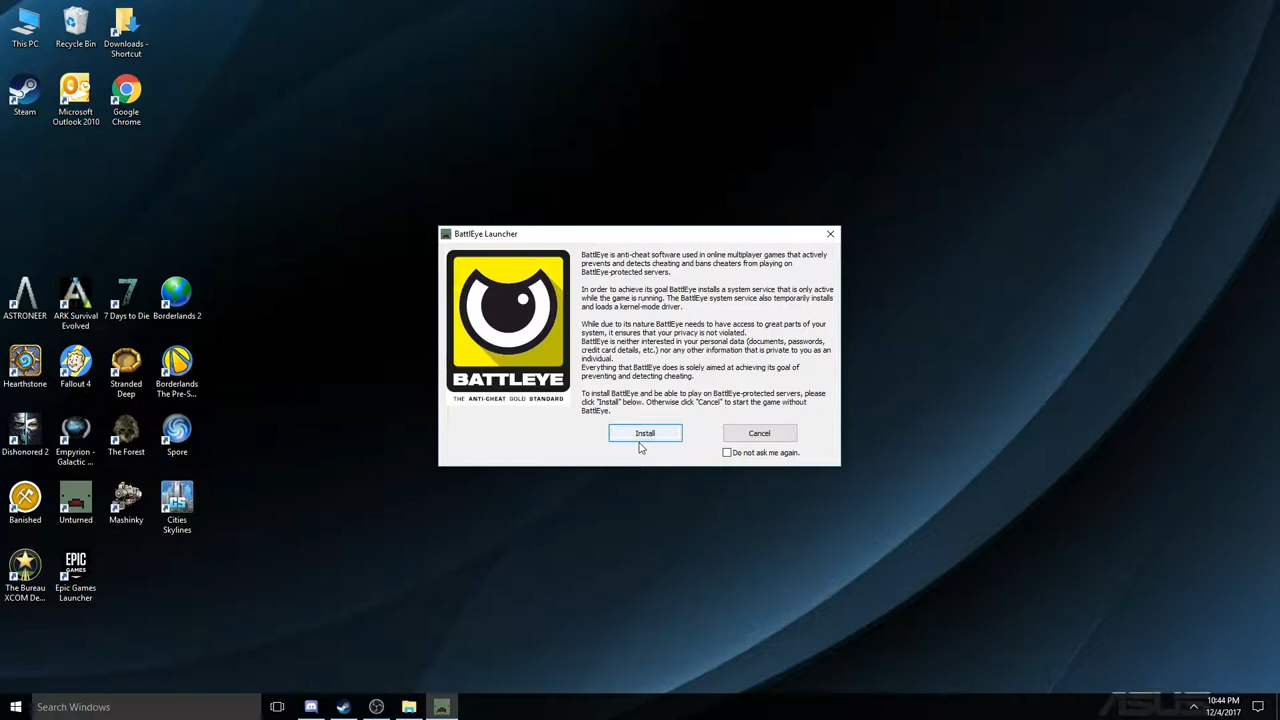 This PC
Recycle Bin
Downloads -
Shortcut
Steam
Microsoft
Outlook 2010
Google
Chrome
BattlEye Launcher
BattlEye is anti-cheat software used in online multiplayer games that actively
prevents and detects cheating and bans cheaters from playing on
BattlEye-protected servers.
In order to achieve its goal BattlEye installs a system service that is only active
while the game is running. The BattlEye system service also temporarily installs
and loads a kernel-mode driver.
While due to its nature BattlEye needs to have access to great parts of your
system, it ensures that your privacy is not violated.
BattlEye is neither interested in your personal data (documents, passwords,
credit card details, etc.) nor any other information that is private to you as an
individual.
Everything that BattlEye does is solely aimed at achieving its goal of
preventing and detecting cheating.
To install BattlEye and be able to play on BattlEye-protected servers, please
click "Install" below. Otherwise click "Cancel" to start the game without
BattlEye.
BATTLEYE
THE ANTI-CHEAT GOLD STANDARD
Install
Cancel
Do not ask me again.
ASTRONEER
ARK Survival
Evolved
7 Days to Die
Borderlands 2
Hearthstone
Fallout 4
Stranded
Deep
Borderlands
The Pre-S...
Dishonored 2
Empyrion -
Galactic ...
The Forest
Spore
Banished
Unturned
Mashinky
CS
Cities
Skylines
The Bureau
XCOM De...
EPIC
GAMES
Epic Games
Launcher
Search Windows
ASUS
10:44 PM
12/4/2017